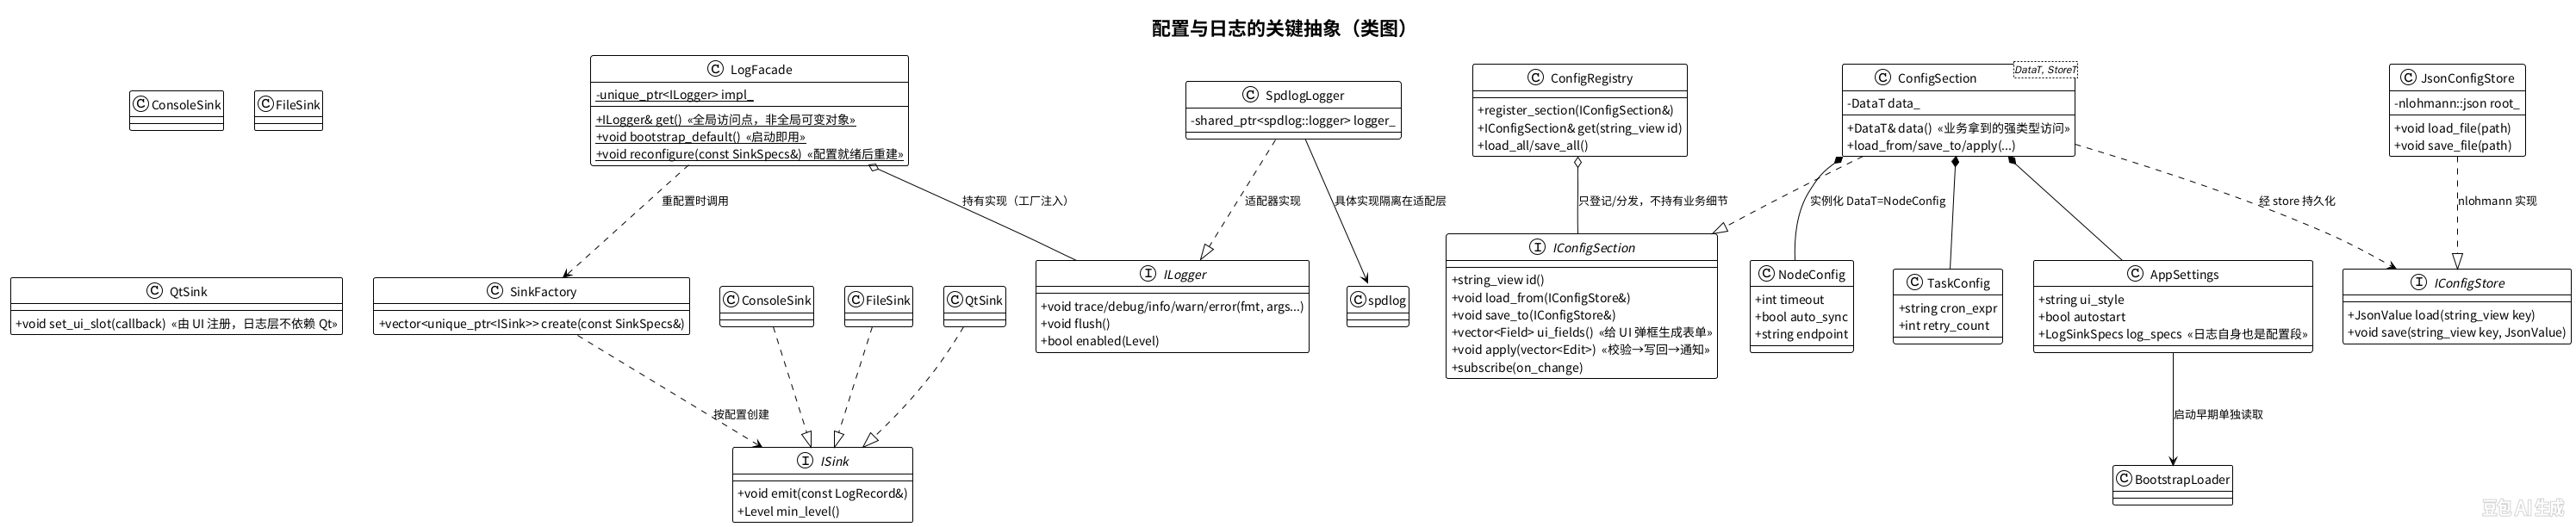 配置与日志的关键抽象（类图）
C ConsoleSink
C FileSink
C LogFacade
-unique_ptr<ILogger> impl_
+ILogger& get() «全局访问点，非全局可变对象»
+void bootstrap_default() «启动即用»
+void reconfigure(const SinkSpecs&) «配置就绪后重建»
C SpdlogLogger
-shared_ptr<spdlog::logger> logger_
C ConfigRegistry
+register_section(IConfigSection&)
+IConfigSection& get(string_view id)
+load_all/save_all()
C ConfigSection
DataT, StoreT
-DataT data_
+DataT& data() «业务拿到的强类型访问»
+load_from/save_to/apply(...)
C JsonConfigStore
-nlohmann::json root_
+void load_file(path)
+void save_file(path)
重配置时调用
持有实现（工厂注入）
适配器实现
具体实现隔离在适配层
只登记/分发，不持有业务细节
实例化 DataT=NodeConfig
经 store 持久化
nlohmann 实现
C QtSink
+void set_ui_slot(callback) «由 UI 注册，日志层不依赖 Qt»
C SinkFactory
+vector<unique_ptr<ISink>> create(const SinkSpecs&)
C ConsoleSink
C FileSink
C QtSink
I ILogger
+void trace/debug/info/warn/error(fmt, args...)
+void flush()
+bool enabled(Level)
C spdlog
I IConfigSection
+string_view id()
+void load_from(IConfigStore&)
+void save_to(IConfigStore&)
+vector<Field> ui_fields() «给 UI 弹框生成表单»
+void apply(vector<Edit>) «校验→写回→通知»
+subscribe(on_change)
C NodeConfig
+int timeout
+bool auto_sync
+string endpoint
C TaskConfig
+string cron_expr
+int retry_count
C AppSettings
+string ui_style
+bool autostart
+LogSinkSpecs log_specs «日志自身也是配置段»
I IConfigStore
+JsonValue load(string_view key)
+void save(string_view key, JsonValue)
按配置创建
启动早期单独读取
I ISink
+void emit(const LogRecord&)
+Level min_level()
C BootstrapLoader
豆包 AI 生成